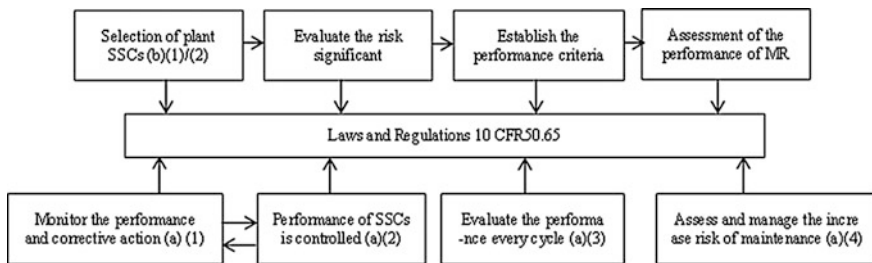 Selection of plant
SSCs (b)(1)/(2)
Evaluate the risk
significant
Establish the
performance criteria
Assessment of the
performance of MR
Laws and Regulations 10 CFR50.65
Monitor the performance
and corrective action (a) (1)
Performance of SSCs
is controlled (a)(2)
Evaluate the performa
-nce every cycle (a)(3)
Assess and manage the incre
ase risk of maintenance (a)(4)